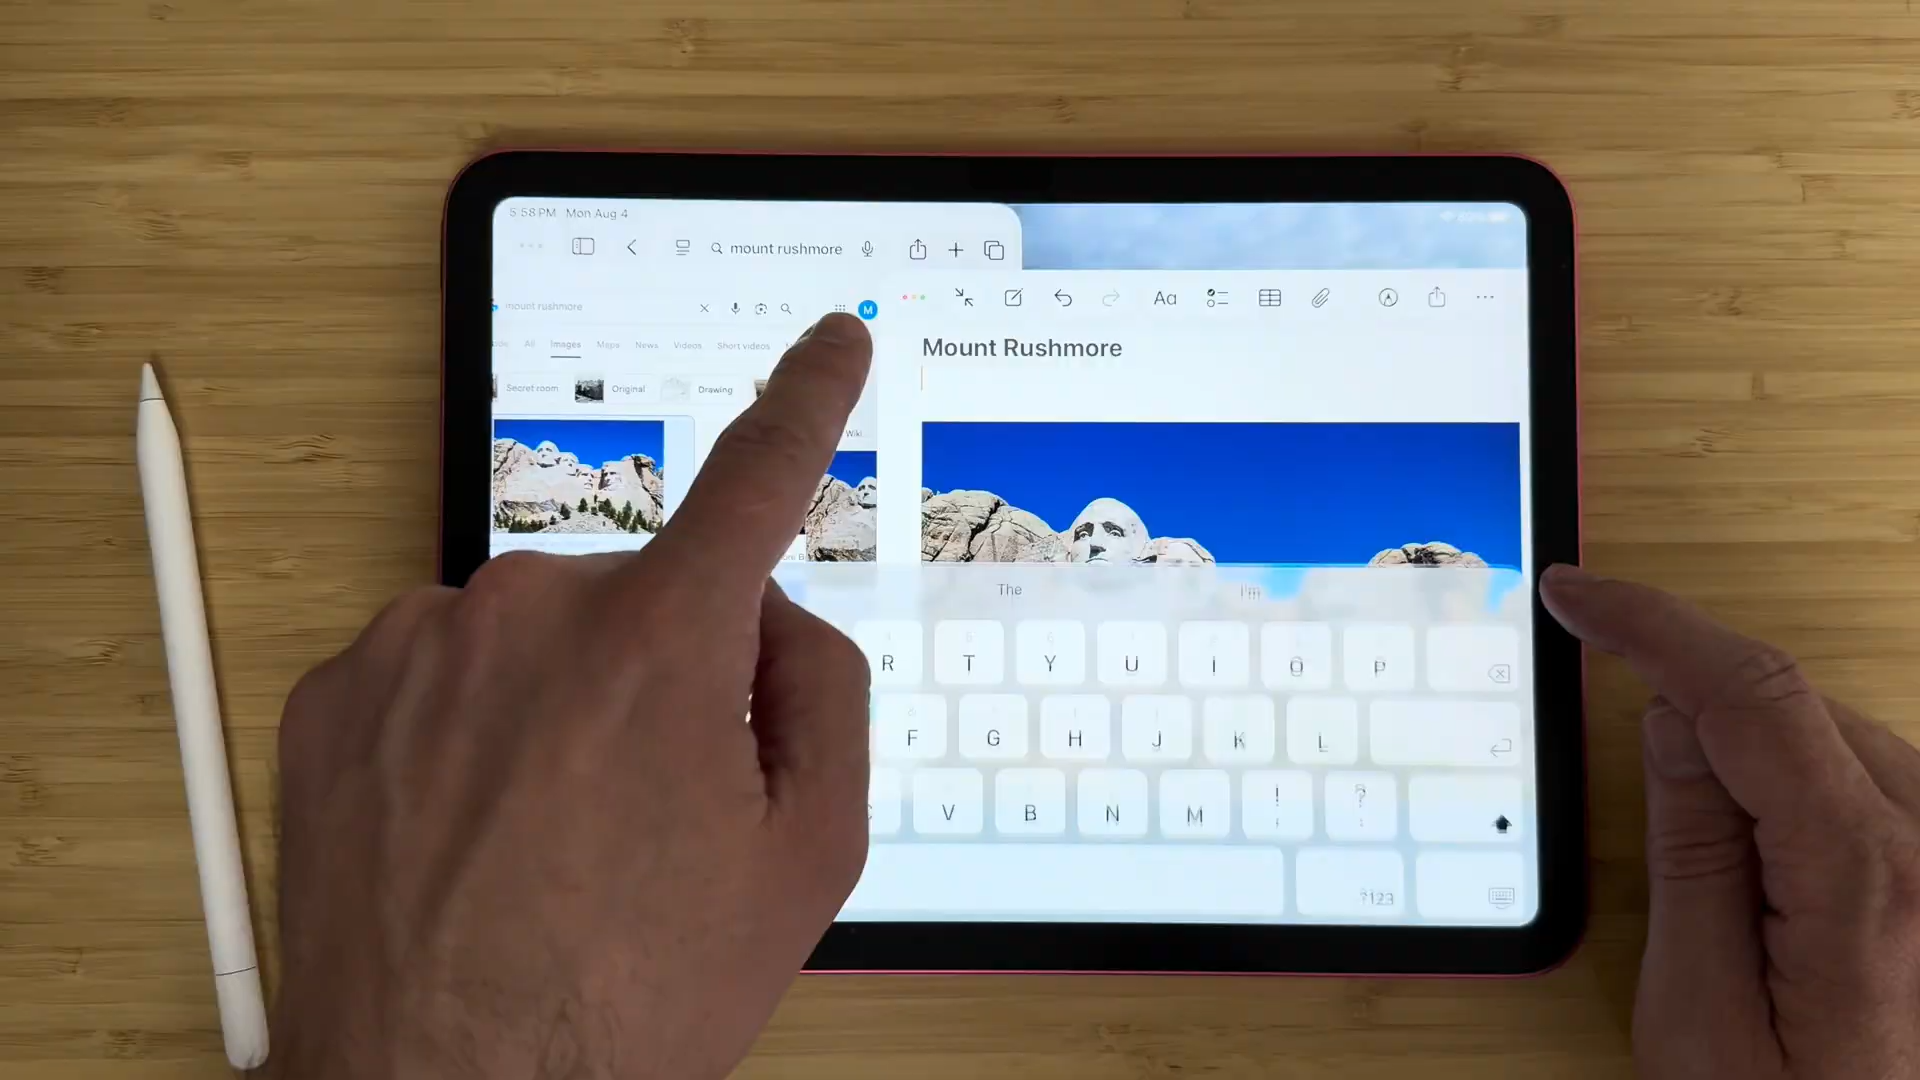 5:58 PM Mon Aug 4
mount rushmore
mount rushmore
M
All Images Maps News Videos Short videos
Aa
Mount Rushmore
Secret room Original Drawing
Wiki
The I'm
R T Y U I O P
F G H J K L
V B N M ! ?
?123